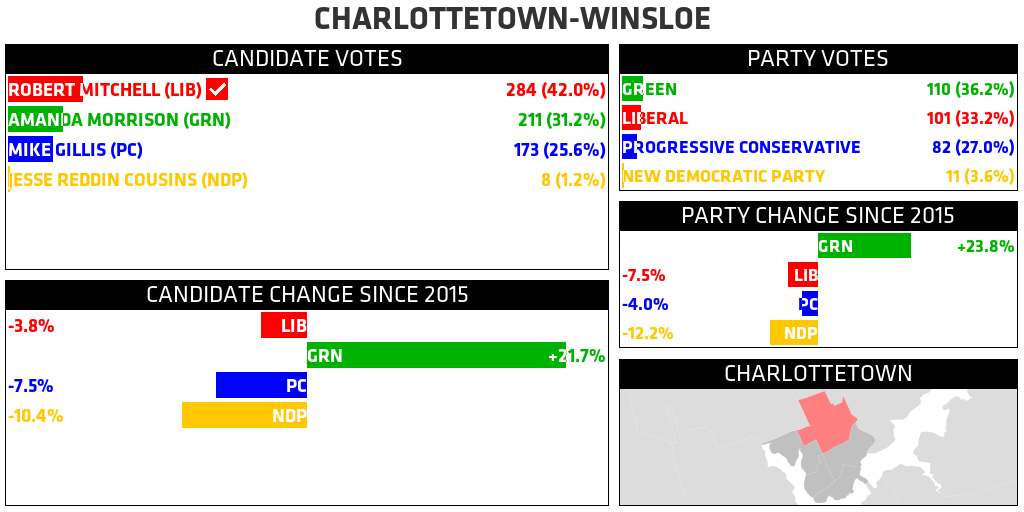 CHARLOTTETOWN-WINSLOE
CANDIDATE VOTES
ROBERT MITCHELL (LIB) 284 (42.0%)
AMANDA MORRISON (GRN) 211 (31.2%)
MIKE GILLIS (PC) 173 (25.6%)
JESSE REDDIN COUSINS (NDP) 8 (1.2%)
CANDIDATE CHANGE SINCE 2015
-3.8% LIB
GRN +21.7%
-7.5% PC
-10.4% NDP
PARTY VOTES
GREEN 110 (36.2%)
LIBERAL 101 (33.2%)
PROGRESSIVE CONSERVATIVE 82 (27.0%)
NEW DEMOCRATIC PARTY 11 (3.6%)
PARTY CHANGE SINCE 2015
GRN +23.8%
-7.5% LIB
-4.0% PC
-12.2% NDP
CHARLOTTETOWN